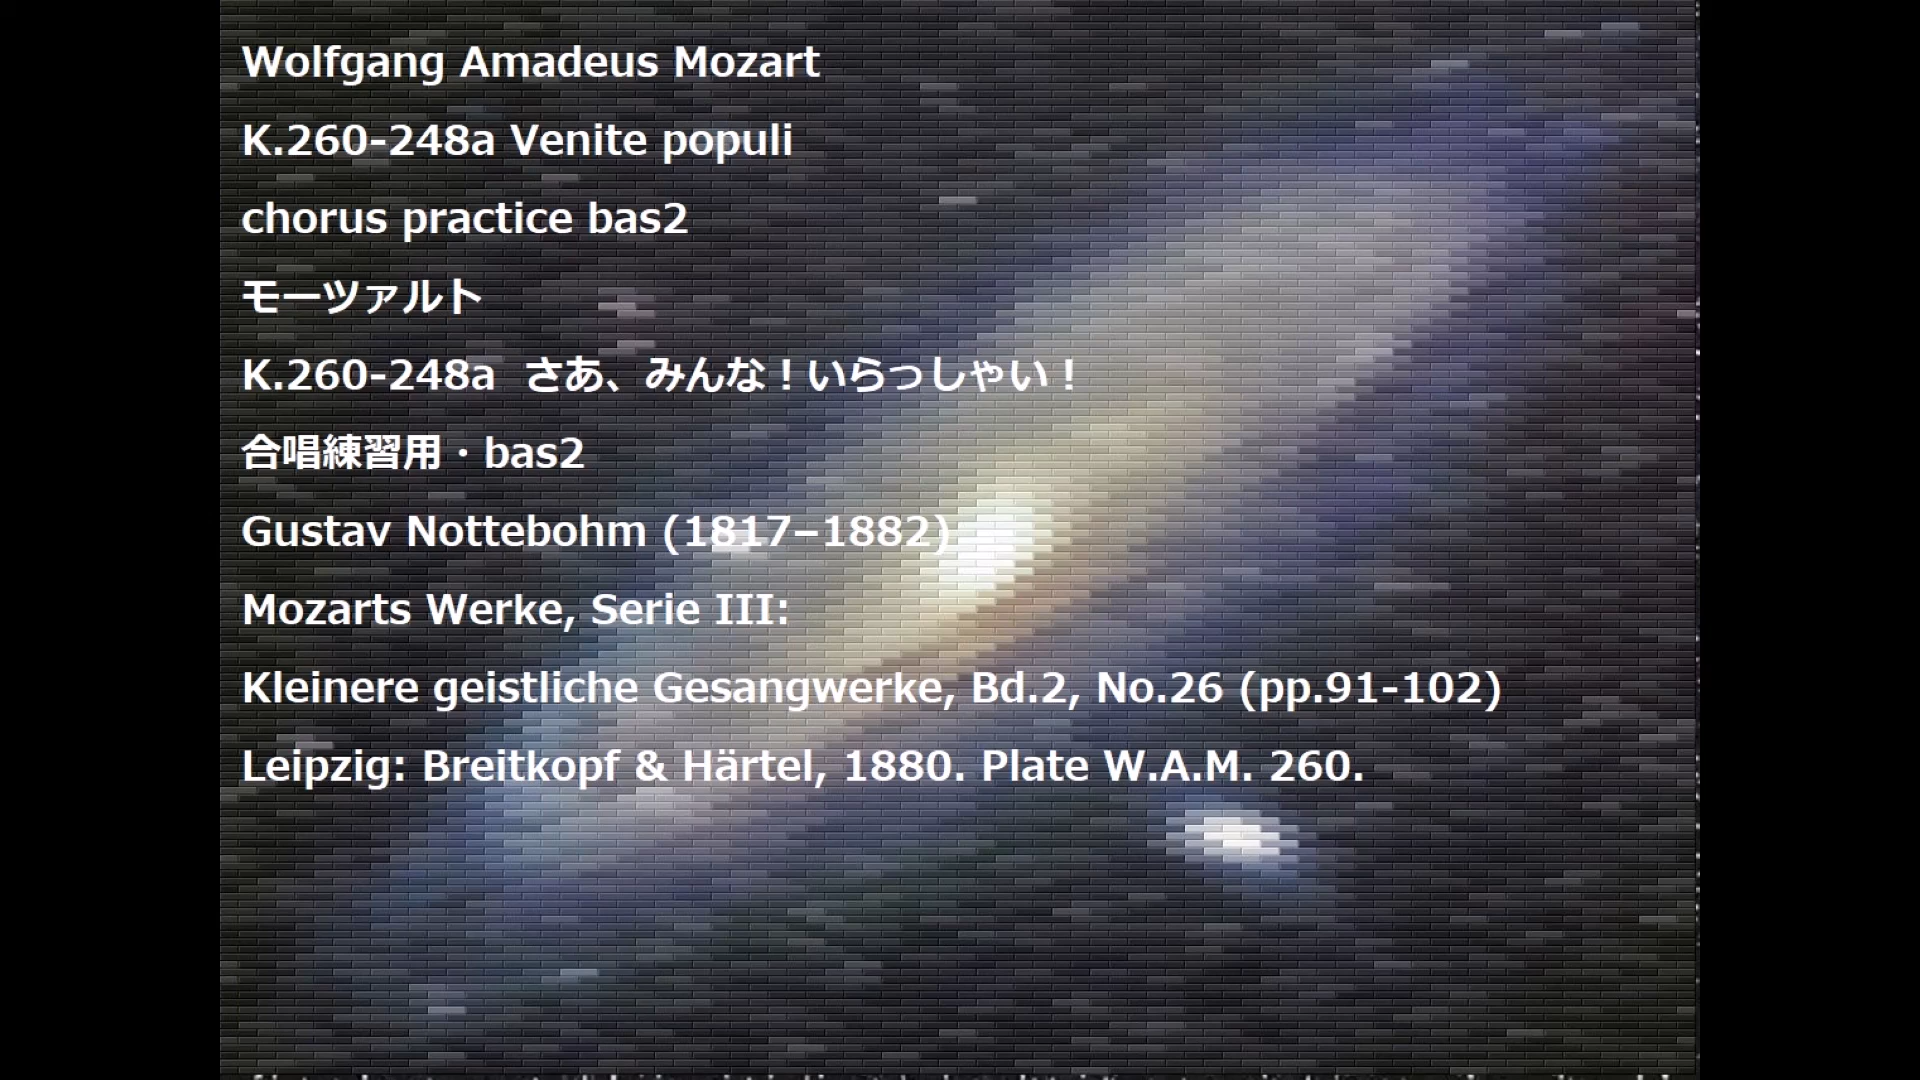 Wolfgang Amadeus Mozart
K.260-248a Venite populi
chorus practice bas2
モーツァルト
K.260-248a さあ、みんな！いらっしゃい！
合唱練習用・bas2
Gustav Nottebohm (1817–1882)
Mozarts Werke, Serie III:
Kleinere geistliche Gesangwerke, Bd.2, No.26 (pp.91-102)
Leipzig: Breitkopf & Härtel, 1880. Plate W.A.M. 260.